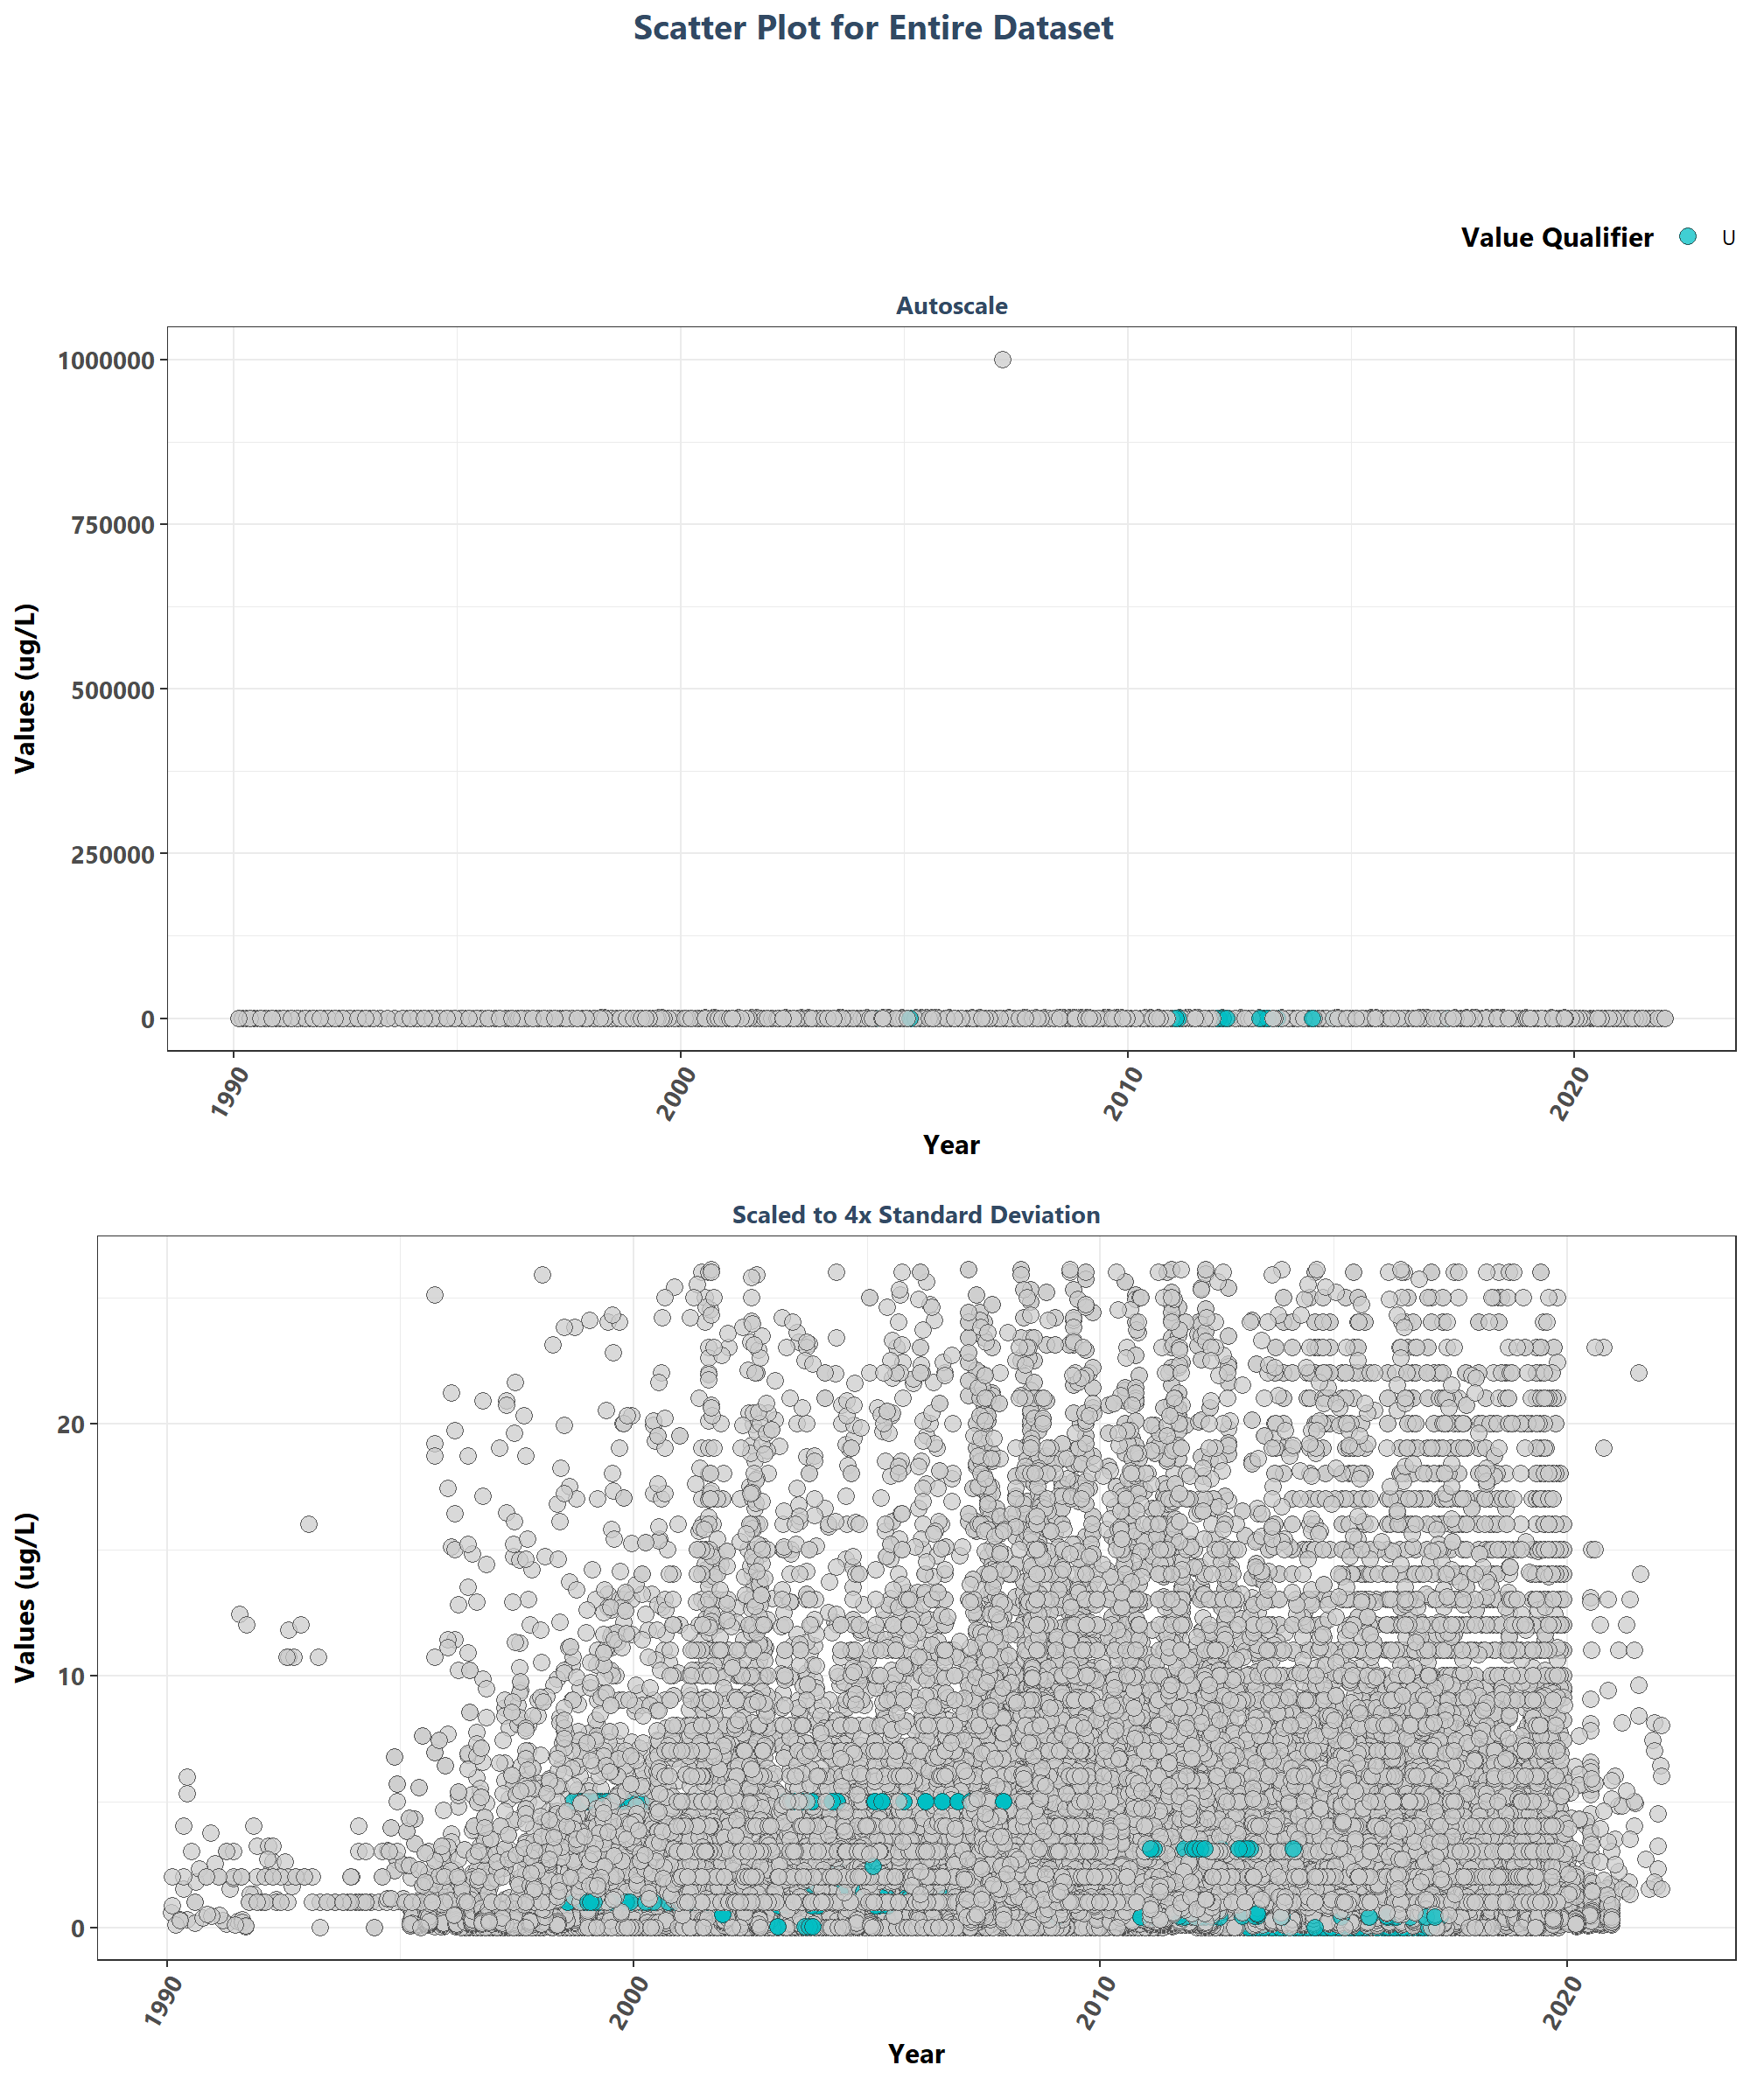 Scatter Plot for Entire Dataset
Value Qualifier U
Autoscale
1000000
750000
500000
250000
0
Values (ug/L)
1990 2000 2010 2020
Year
Scaled to 4x Standard Deviation
20
10
0
Values (ug/L)
1990 2000 2010 2020
Year